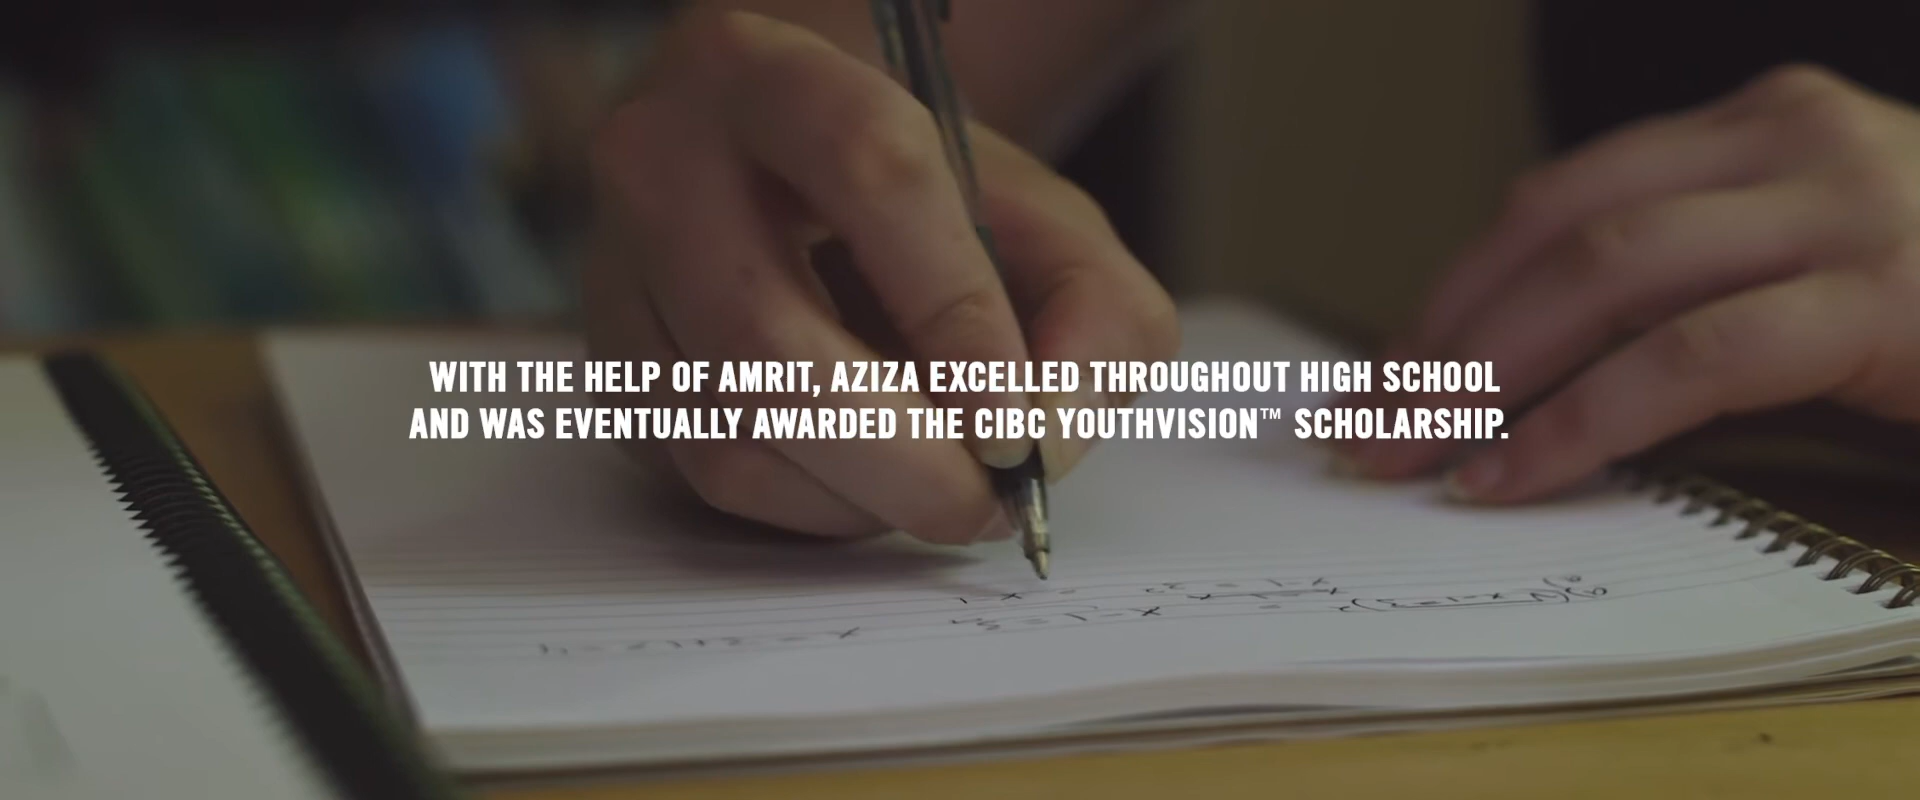 WITH THE HELP OF AMRIT, AZIZA EXCELLED THROUGHOUT HIGH SCHOOL
AND WAS EVENTUALLY AWARDED THE CIBC YOUTHVISION™ SCHOLARSHIP.